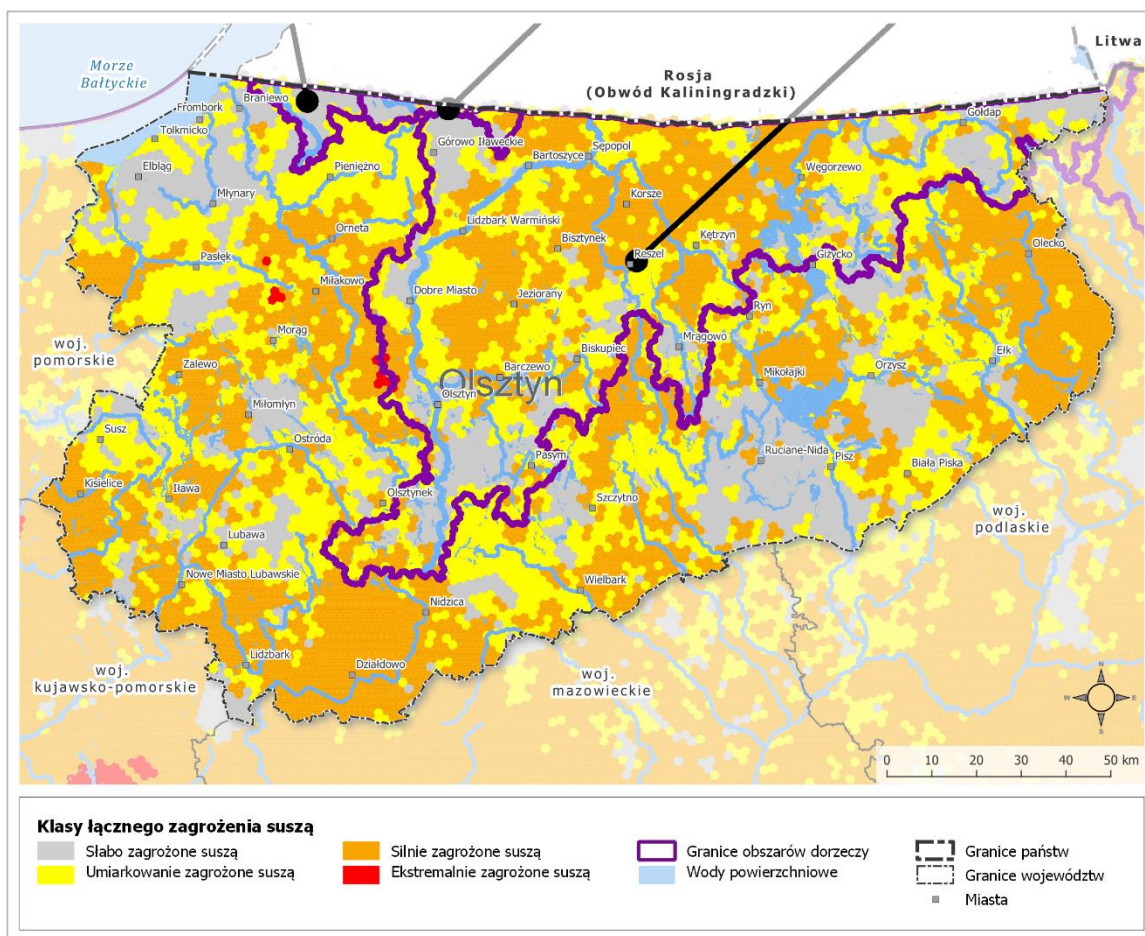 Morze
Bałtyckie
Rosja
(Obwód Kaliningradzki)
Litwa
Frombork
Braniewo
Tolkmicko
Elbląg
Młynary
Pieniężno
Górowo Iławeckie
Bartoszyce
Sępopol
Gołdap
Węgorzewo
Korsze
Lidzbark Warmiński
Orneta
Bisztynek
Kętrzyn
Reszel
Giżycko
Olecko
Pasłęk
Miłakowo
Dobre Miasto
Jeziorany
Ryn
Morąg
Mrągowo
woj.
pomorskie
Zalewo
Barczewo
Biskupiec
Mikołajki
Orzysz
Ełk
Olsztyn
Olsztyn
Miłomłyn
Susz
Ostróda
Pasym
Ruciane-Nida
Pisz
Biała Piska
Kisielice
Iława
Olsztynek
Szczytno
woj.
podlaskie
Lubawa
Nowe Miasto Lubawskie
Wielbark
Nidzica
Lidzbark
Działdowo
woj.
kujawsko-pomorskie
woj.
mazowieckie
N
W E
S
0 10 20 30 40 50 km
Klasy łącznego zagrożenia suszą
Słabo zagrożone suszą
Umiarkowanie zagrożone suszą
Silnie zagrożone suszą
Ekstremalnie zagrożone suszą
Granice obszarów dorzeczy
Wody powierzchniowe
Granice państw
Granice województw
Miasta